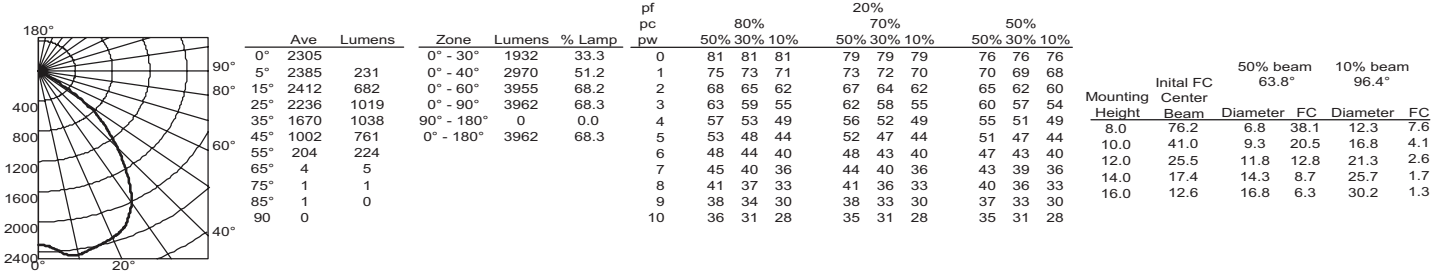 180°
90°
80°
60°
40°
20°
0°
400
800
1200
1600
2000
2400
Ave Lumens
0° 2305
5° 2385 231
15° 2412 682
25° 2236 1019
35° 1670 1038
45° 1002 761
55° 204 224
65° 4 5
75° 1 1
85° 1 0
90 0
Zone Lumens % Lamp
0° - 30° 1932 33.3
0° - 40° 2970 51.2
0° - 60° 3955 68.2
0° - 90° 3962 68.3
90° - 180° 0 0.0
0° - 180° 3962 68.3
pf 20%
pc 80% 70% 50%
pw 50% 30% 10% 50% 30% 10% 50% 30% 10%
0 81 81 81 79 79 79 76 76 76
1 75 73 71 73 72 70 70 69 68
2 68 65 62 67 64 62 65 62 60
3 63 59 55 62 58 55 60 57 54
4 57 53 49 56 52 49 55 51 49
5 53 48 44 52 47 44 51 47 44
6 48 44 40 48 43 40 47 43 40
7 45 40 36 44 40 36 43 39 36
8 41 37 33 41 36 33 40 36 33
9 38 34 30 38 33 30 37 33 30
10 36 31 28 35 31 28 35 31 28
50% beam 10% beam
63.8° 96.4°
Mounting Height Inital FC Center Beam Diameter FC Diameter FC
8.0 76.2 6.8 38.1 12.3 7.6
10.0 41.0 9.3 20.5 16.8 4.1
12.0 25.5 11.8 12.8 21.3 2.6
14.0 17.4 14.3 8.7 25.7 1.7
16.0 12.6 16.8 6.3 30.2 1.3